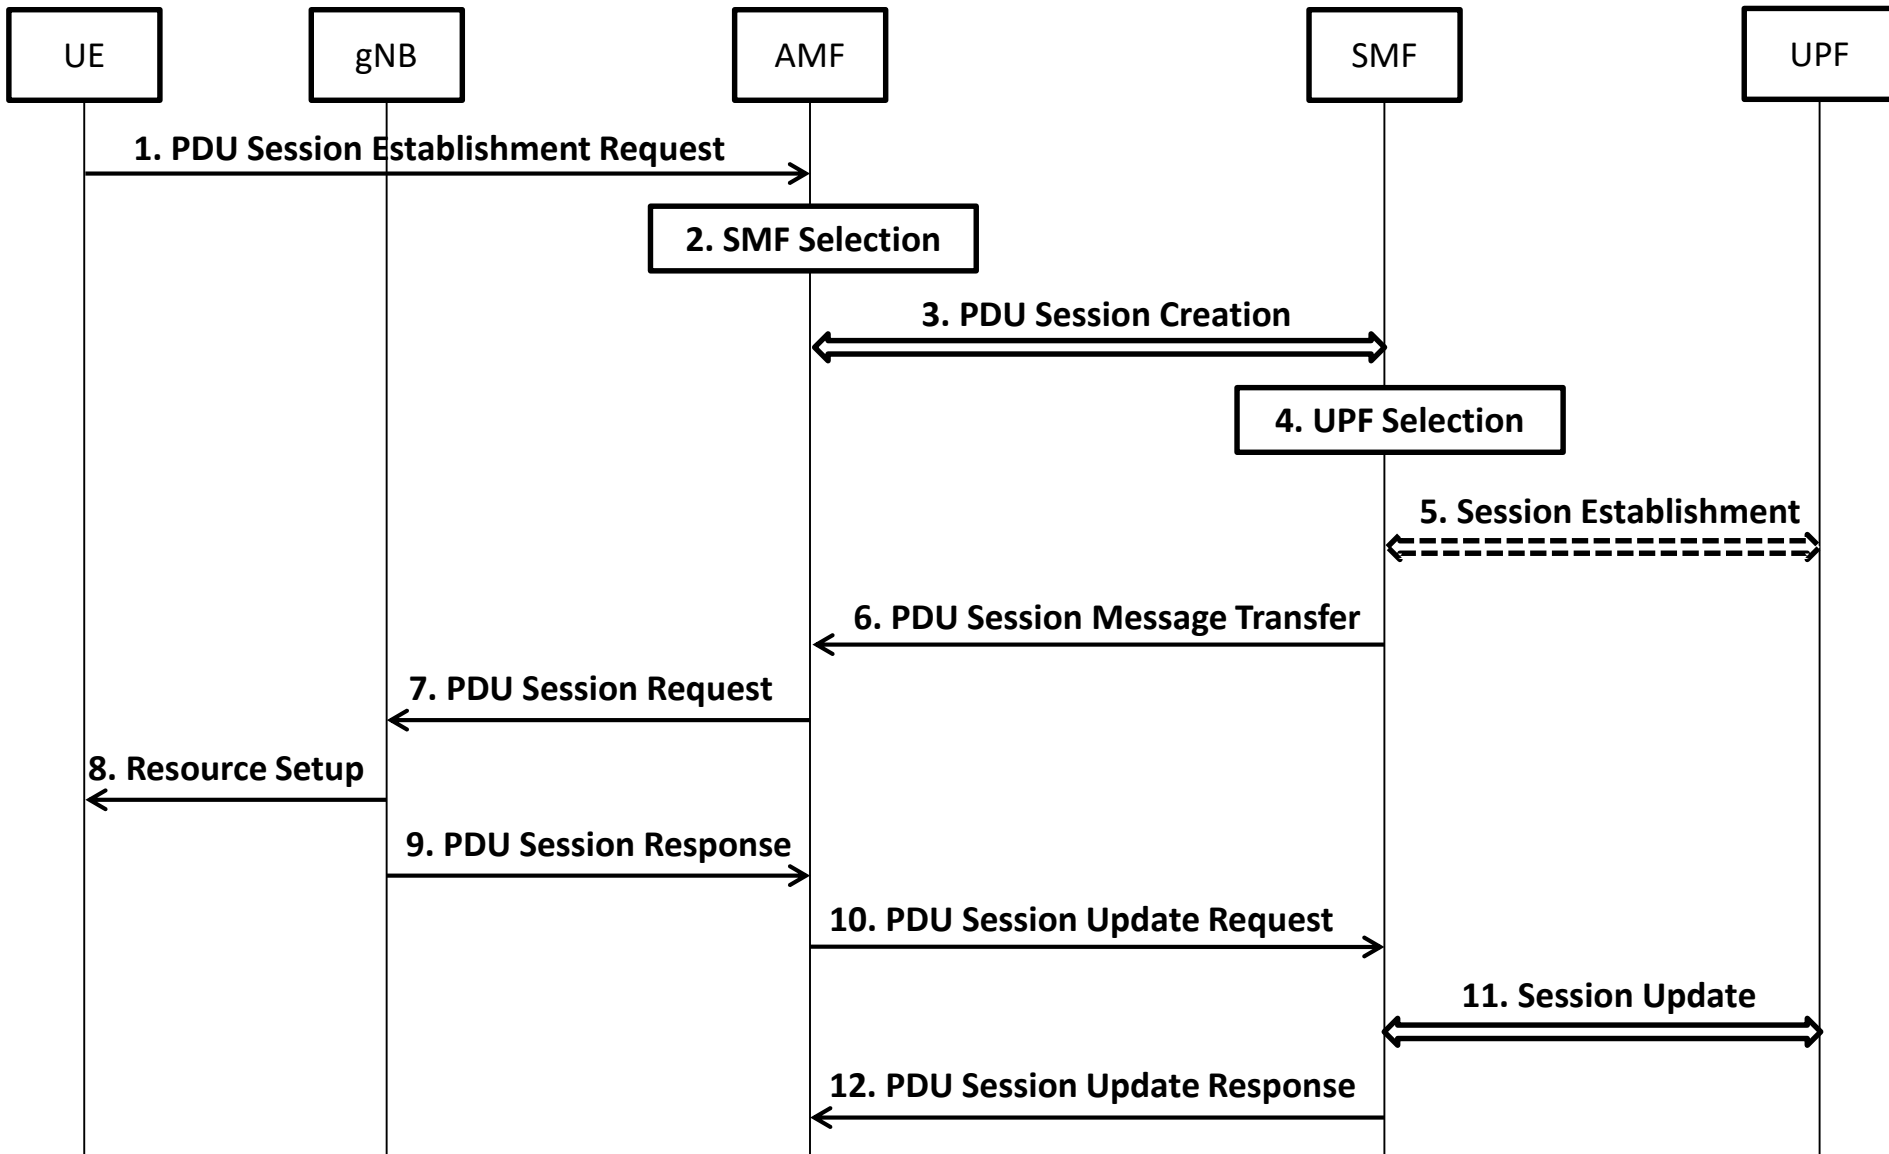 UE
gNB
AMF
SMF
UPF
1. PDU Session Establishment Request
2. SMF Selection
3. PDU Session Creation
4. UPF Selection
5. Session Establishment
6. PDU Session Message Transfer
7. PDU Session Request
8. Resource Setup
9. PDU Session Response
10. PDU Session Update Request
11. Session Update
12. PDU Session Update Response